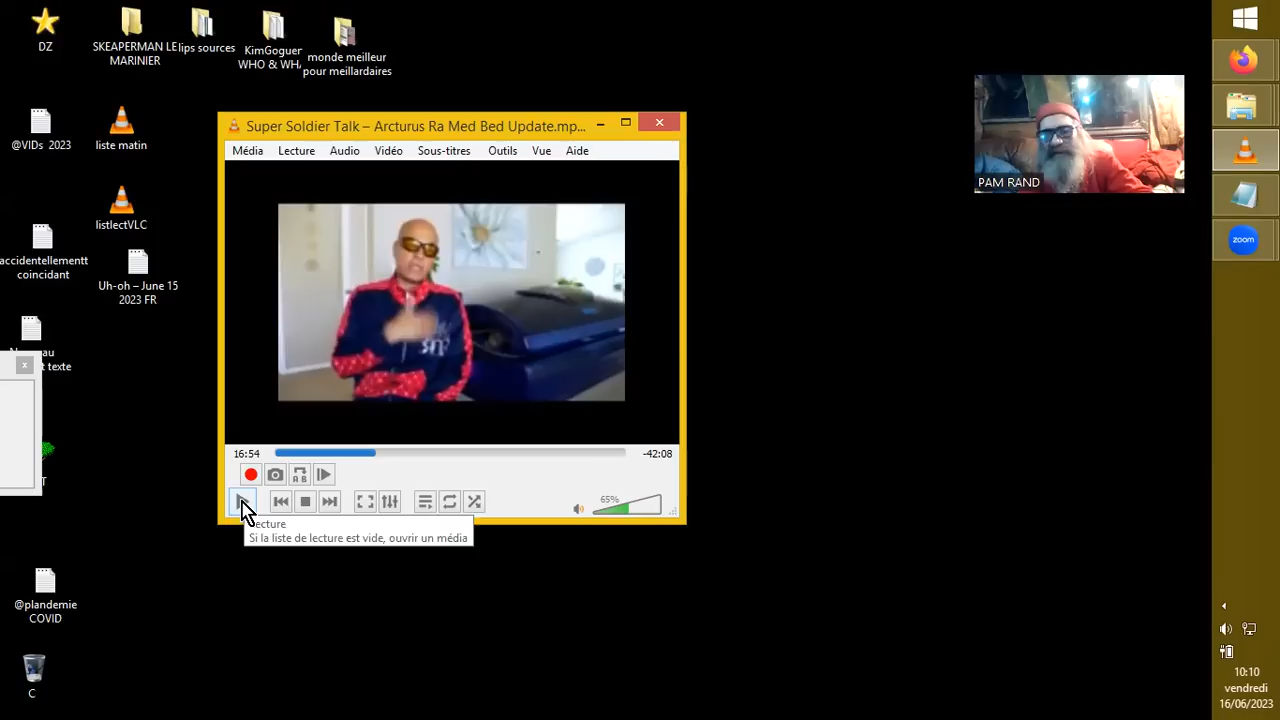 DZ
SKEAPERMAN LE
MARINIER
lips sources
KimGoguer
WHO & WH
monde meilleur
pour meillardaires
@VIDs 2023
liste matin
listlectVLC
accidentellementt
coincidant
Uh-oh – June 15
2023 FR
t texte
x
T
@plandemie
COVID
C
Super Soldier Talk – Arcturus Ra Med Bed Update.mp...
Média Lecture Audio Vidéo Sous-titres Outils Vue Aide
16:54
-42:08
A B
65%
ecture
Si la liste de lecture est vide, ouvrir un média
PAM RAND
zoom
10:10
vendredi
16/06/2023